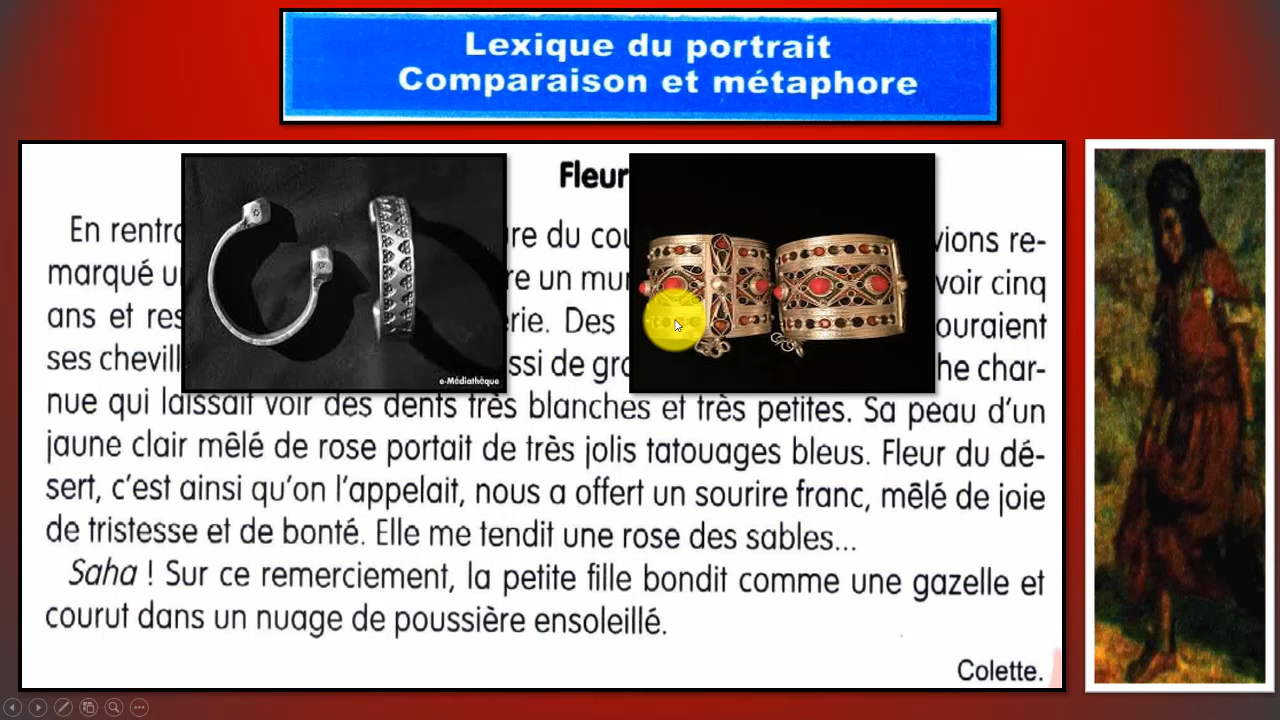 Lexique du portrait
Comparaison et métaphore
Fleur
En rentra ure du cou vions re-
marqué u re un mur voir cinq
ans et res erie. Des ouraient
ses chevill ssi de gro he char-
nue qui laissait voir des dents très blanches et très petites. Sa peau d'un
jaune clair mêlé de rose portait de très jolis tatouages bleus. Fleur du dé-
sert, c'est ainsi qu'on l'appelait, nous a offert un sourire franc, mêlé de joie
de tristesse et de bonté. Elle me tendit une rose des sables...
Saha ! Sur ce remerciement, la petite fille bondit comme une gazelle et
courut dans un nuage de poussière ensoleillé.
Colette.
e-Médiathèque